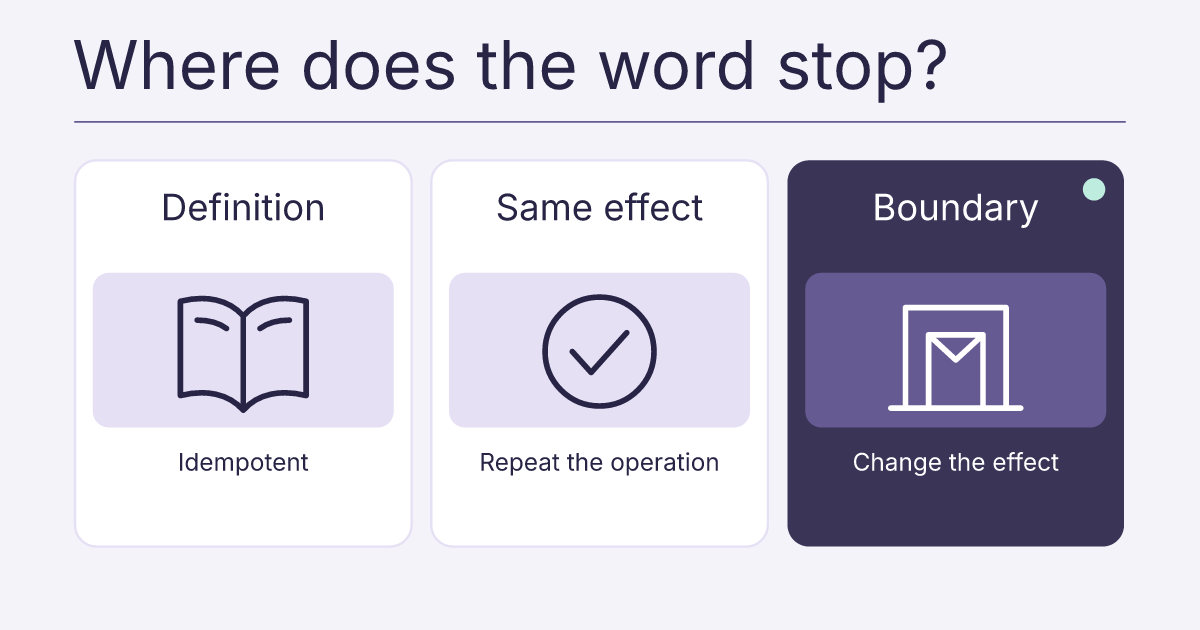 Where does the word stop?
Definition
Same effect
Boundary
Idempotent
Repeat the operation
Change the effect